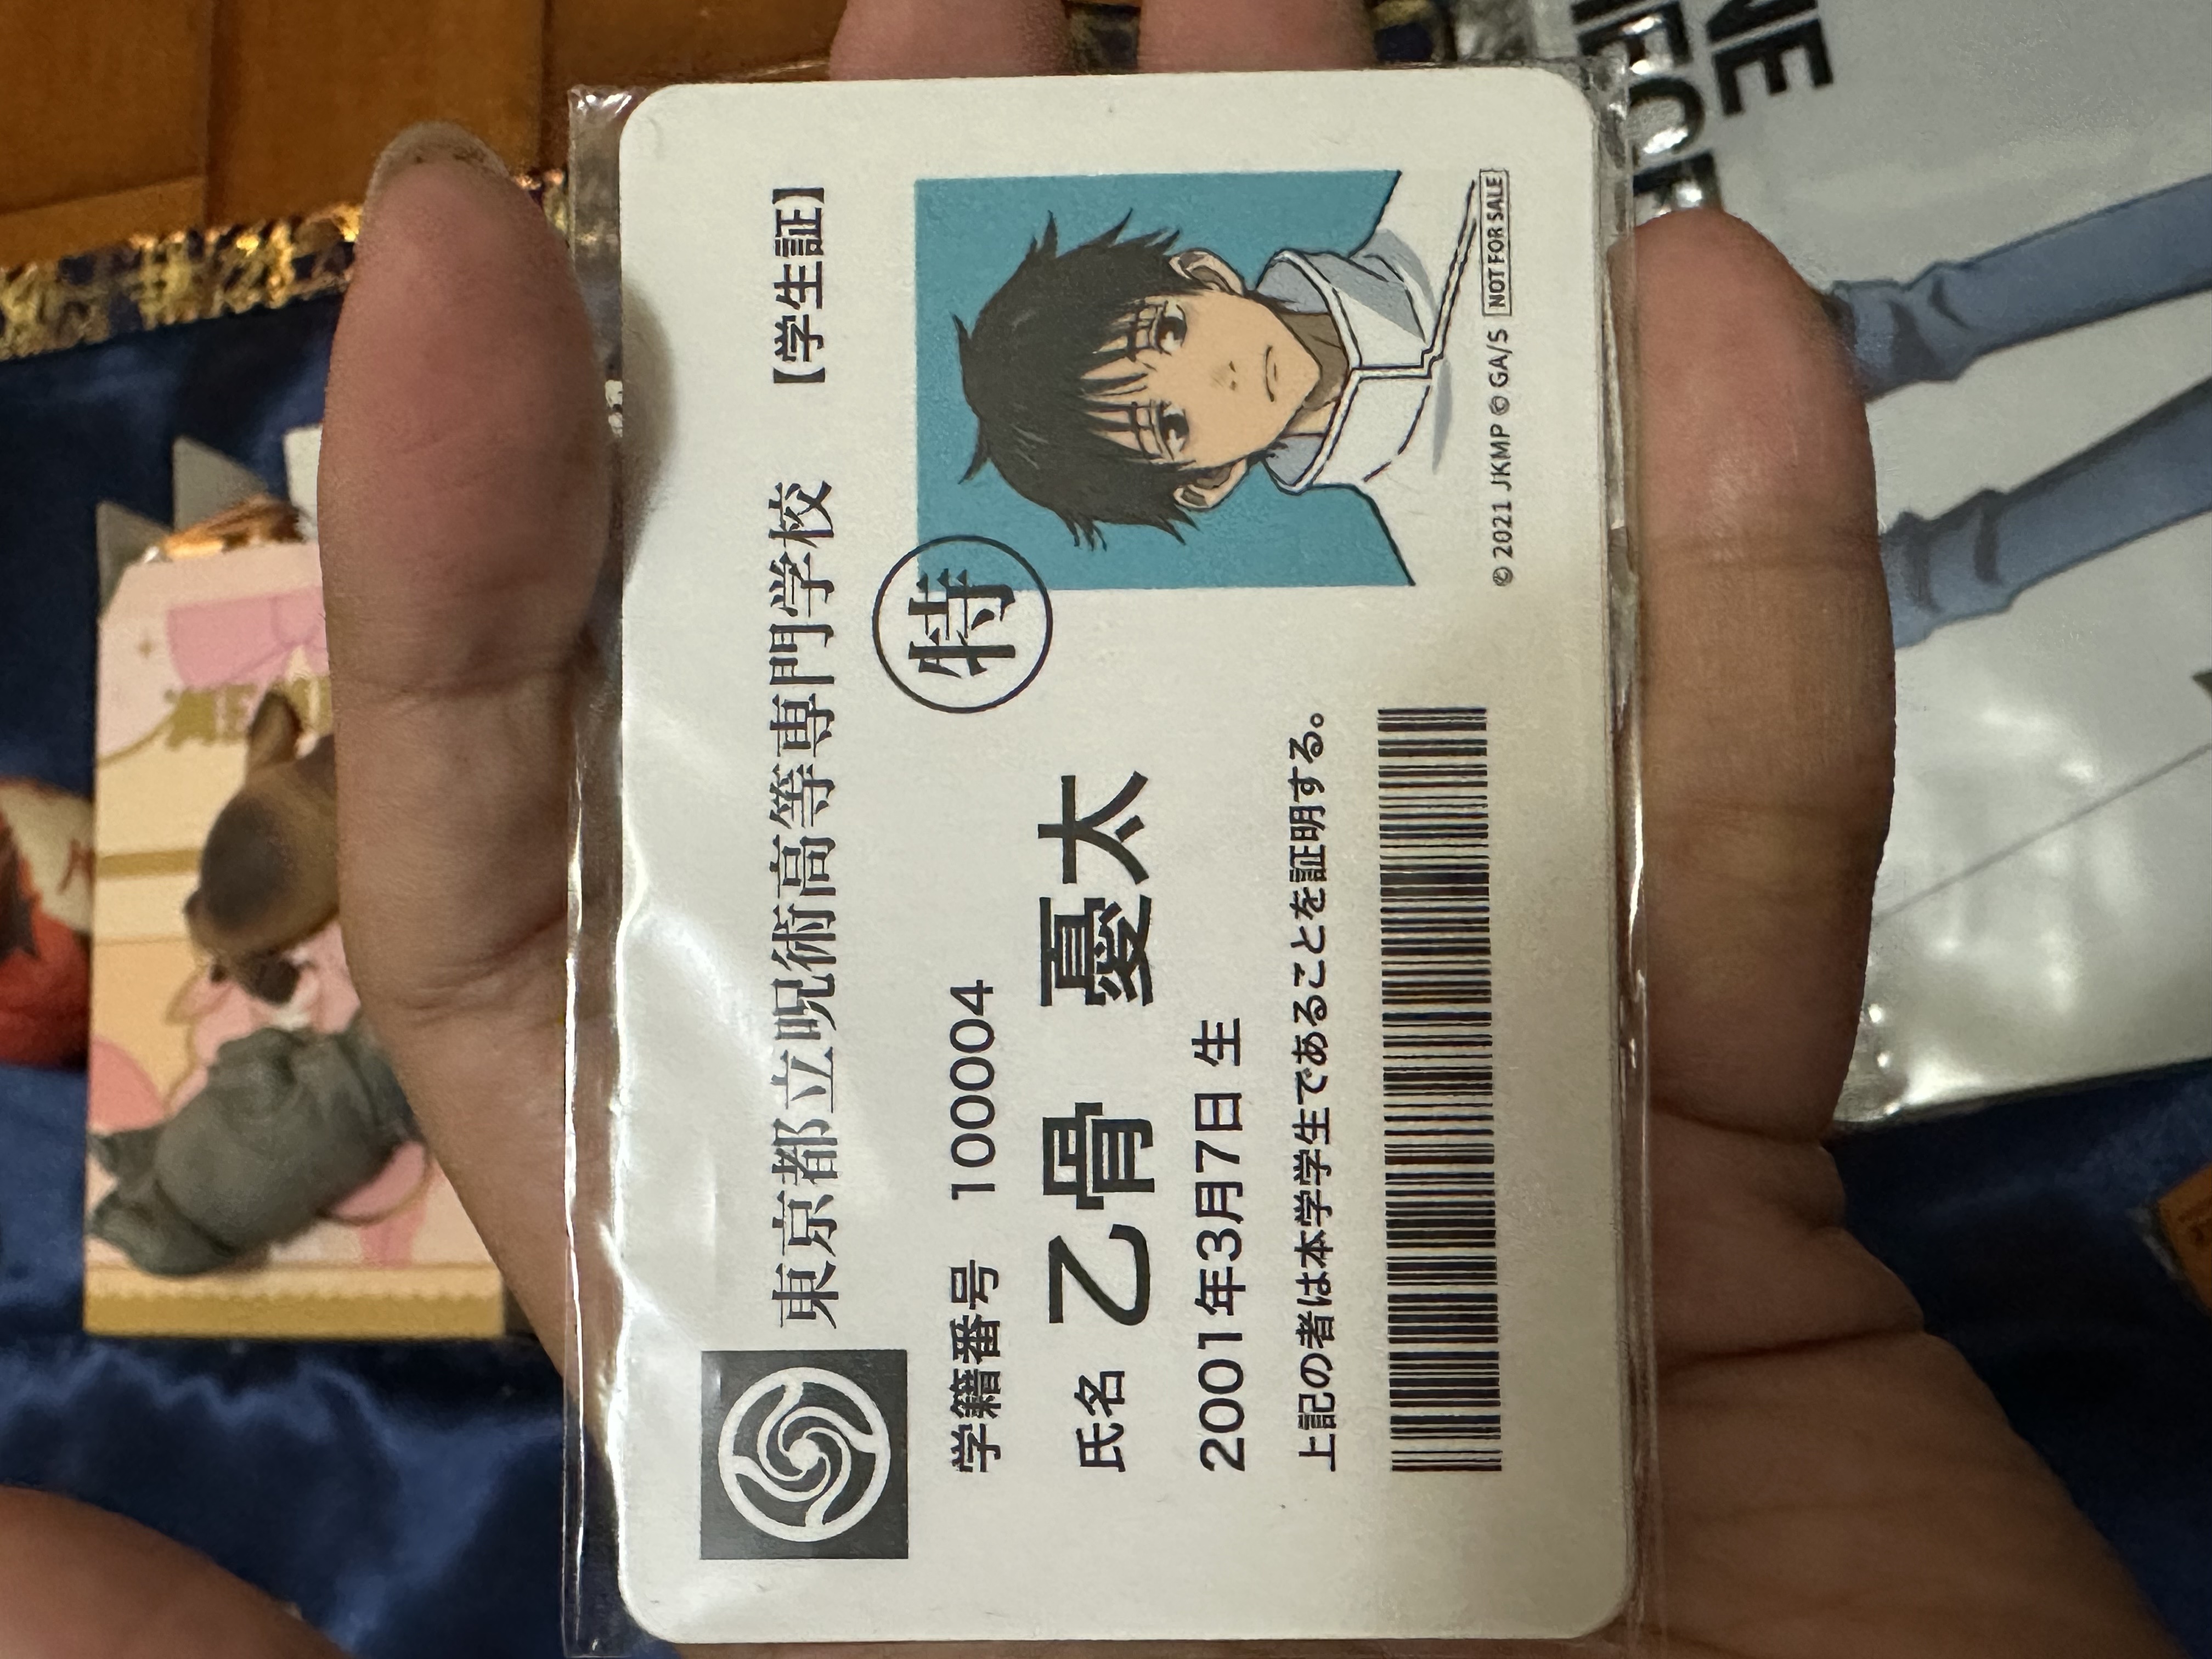 東京都立呪術高等専門学校 【学生証】
特
学籍番号 100004
氏名 乙骨 憂太
2001年3月7日 生
上記の者は本学学生であることを証明する。
© 2021 JJKMP © GA/S NOT FOR SALE